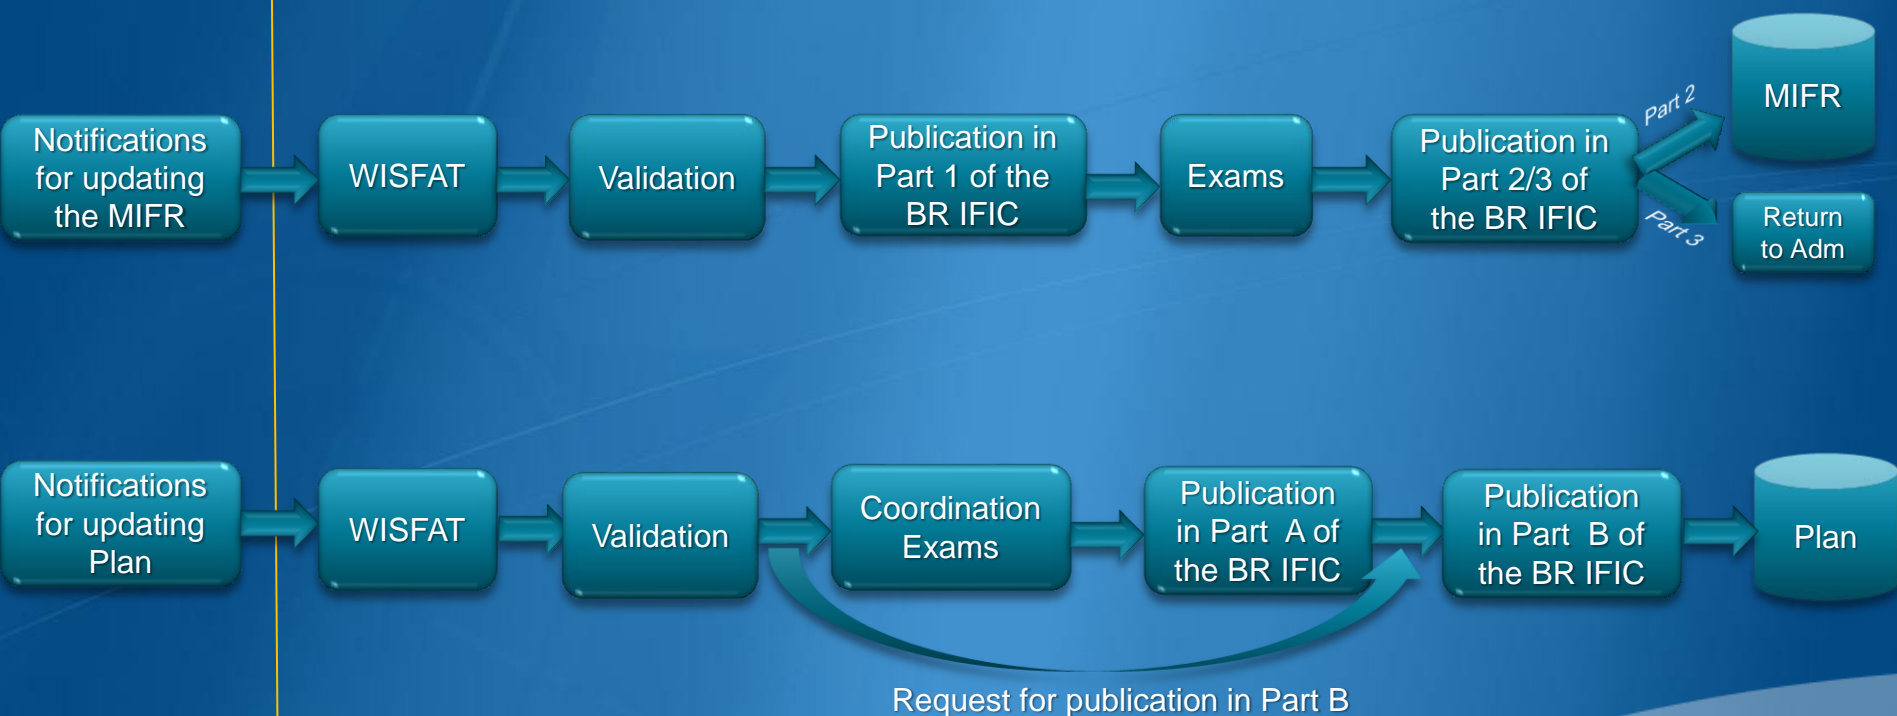 Notifications
for updating
the MIFR
WISFAT
Validation
Publication in
Part 1 of the
BR IFIC
Exams
Publication in
Part 2/3 of
the BR IFIC
Part 2
MIFR
Part 3
Return
to Adm
Notifications
for updating
Plan
WISFAT
Validation
Coordination
Exams
Publication
in Part A of
the BR IFIC
Publication
in Part B of
the BR IFIC
Plan
Request for publication in Part B